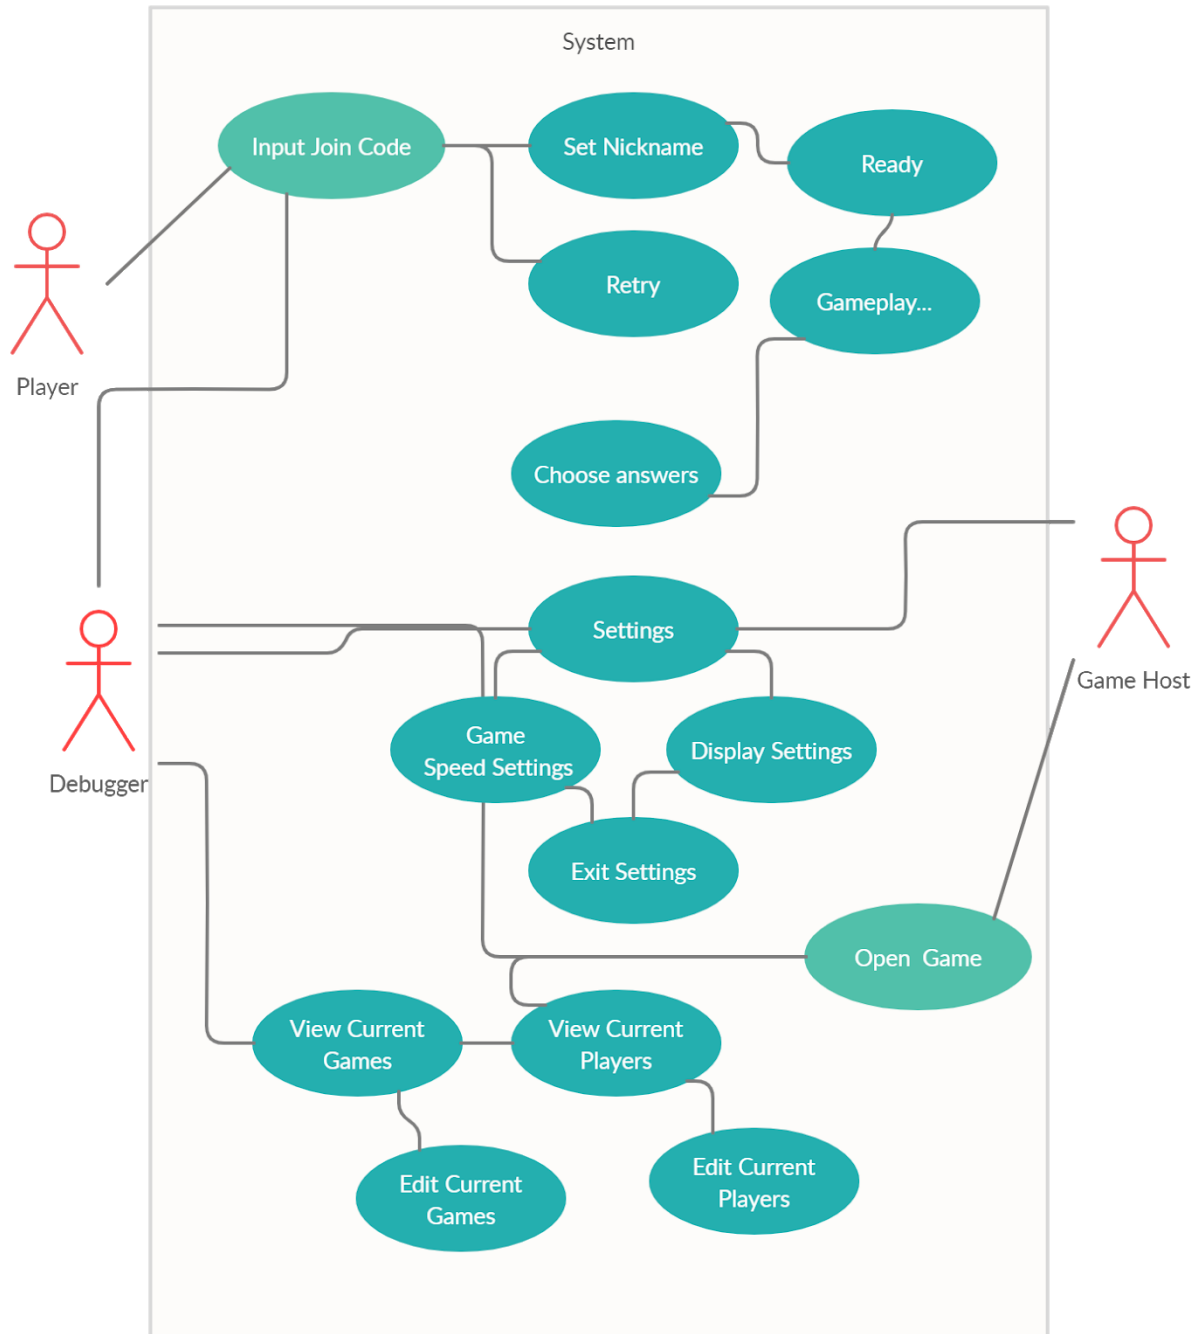 System
Input Join Code
Set Nickname
Ready
Retry
Gameplay...
Player
Choose answers
Settings
Game Host
Game
Speed Settings
Display Settings
Debugger
Exit Settings
Open Game
View Current
Games
View Current
Players
Edit Current
Games
Edit Current
Players